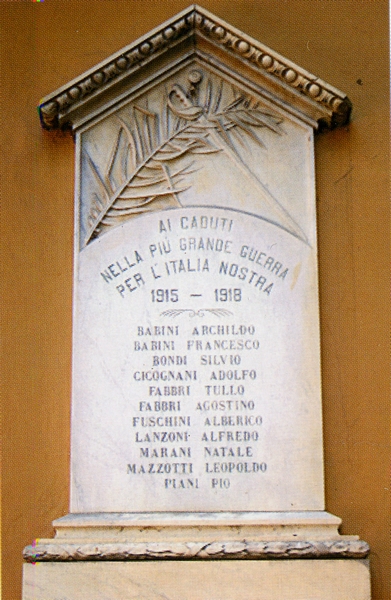 AI CADUTI
NELLA PIÙ GRANDE GUERRA
PER L'ITALIA NOSTRA
1915 - 1918
BABINI ARCHILDO
BABINI FRANCESCO
BONDI SILVIO
CICOGNANI ADOLFO
FABBRI TULLO
FABBRI AGOSTINO
FUSCHINI ALBERICO
LANZONI ALFREDO
MARANI NATALE
MAZZOTTI LEOPOLDO
PIANI PIO